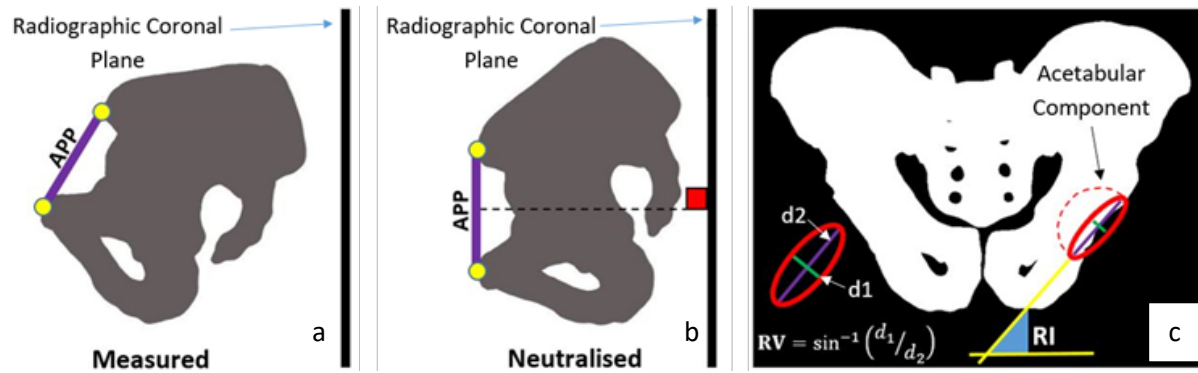 Radiographic Coronal
Plane
APP
Measured
a
Radiographic Coronal
Plane
APP
Neutralised
b
Acetabular
Component
d2
d1
RV = sin⁻¹ (d₁/d₂)
RI
c